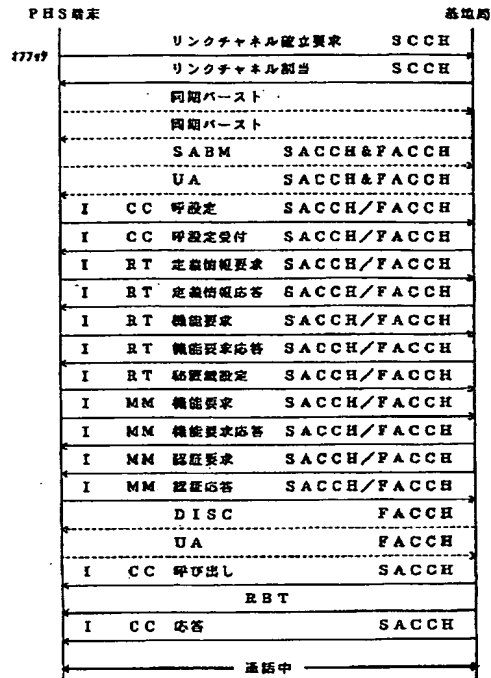 PHS端末 基地局
ｵﾌﾌｯｸ
リンクチャネル確立要求 SCCH
リンクチャネル割当 SCCH
同期バースト
同期バースト
SABM SACCH&FACCH
UA SACCH&FACCH
I CC 呼設定 SACCH/FACCH
I CC 呼設定受付 SACCH/FACCH
I RT 定義情報要求 SACCH/FACCH
I RT 定義情報応答 SACCH/FACCH
I RT 機能要求 SACCH/FACCH
I RT 機能要求応答 SACCH/FACCH
I RT 秘匿鍵設定 SACCH/FACCH
I MM 機能要求 SACCH/FACCH
I MM 機能要求応答 SACCH/FACCH
I MM 認証要求 SACCH/FACCH
I MM 認証応答 SACCH/FACCH
DISC FACCH
UA FACCH
I CC 呼び出し SACCH
RBT
I CC 応答 SACCH
通話中